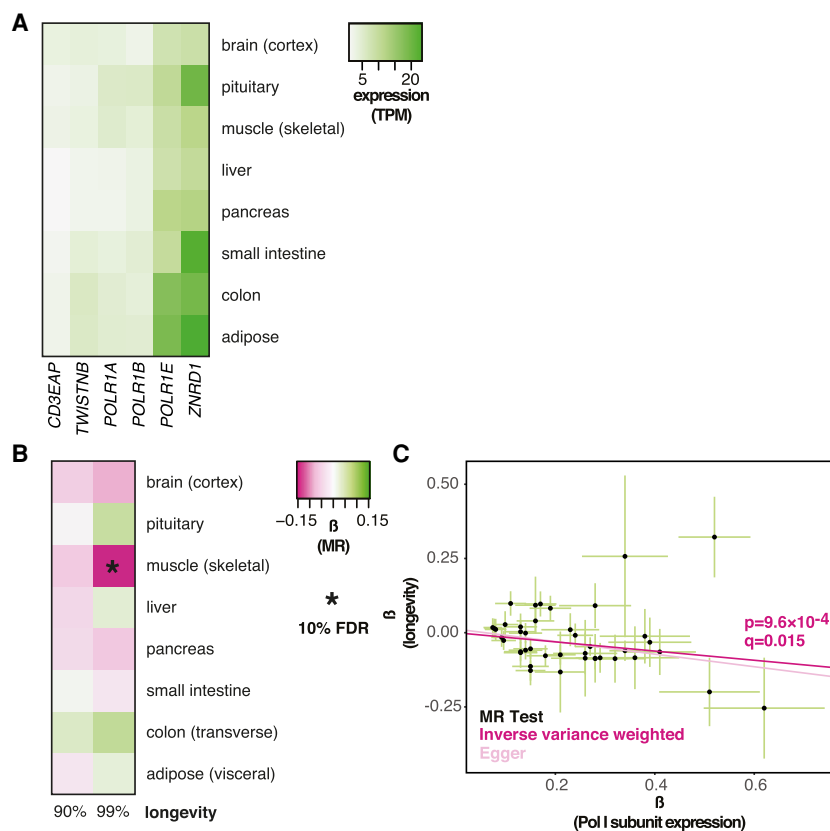 A
brain (cortex)
pituitary
muscle (skeletal)
liver
pancreas
small intestine
colon
adipose
CD3EAP
TWISTNB
POLR1A
POLR1B
POLR1E
ZNRD1
5 20
expression
(TPM)
B
brain (cortex)
pituitary
muscle (skeletal)
*
liver
pancreas
small intestine
colon (transverse)
adipose (visceral)
90% 99% longevity
−0.15 0.15
ß
(MR)
*
10% FDR
C
0.50
0.25
0.00
-0.25
ß
(longevity)
p=9.6×10-4
q=0.015
MR Test
Inverse variance weighted
Egger
0.2 0.4 0.6
ß
(Pol I subunit expression)